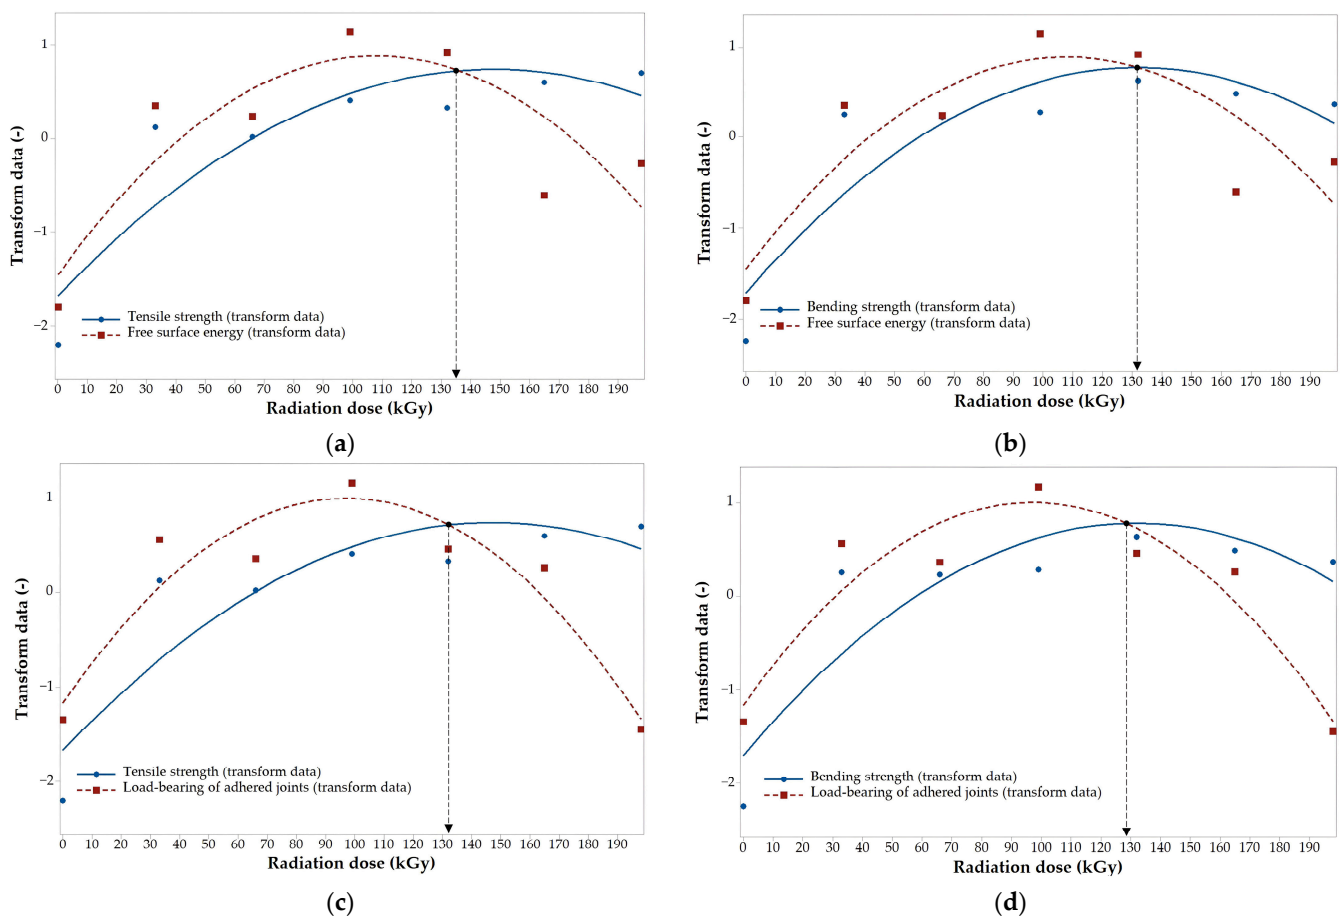 1
0
−1
−2
Transform data (-)
Tensile strength (transform data)
Free surface energy (transform data)
0 10 20 30 40 50 60 70 80 90 100 110 120 130 140 150 160 170 180 190
Radiation dose (kGy)
(a)
1
0
−1
−2
Transform data (-)
Bending strength (transform data)
Free surface energy (transform data)
0 10 20 30 40 50 60 70 80 90 100 110 120 130 140 150 160 170 180 190
Radiation dose (kGy)
(b)
1
0
−1
−2
Transform data (-)
Tensile strength (transform data)
Load-bearing of adhered joints (transform data)
0 10 20 30 40 50 60 70 80 90 100 110 120 130 140 150 160 170 180 190
Radiation dose (kGy)
(c)
1
0
−1
−2
Transform data (-)
Bending strength (transform data)
Load-bearing of adhered joints (transform data)
0 10 20 30 40 50 60 70 80 90 100 110 120 130 140 150 160 170 180 190
Radiation dose (kGy)
(d)